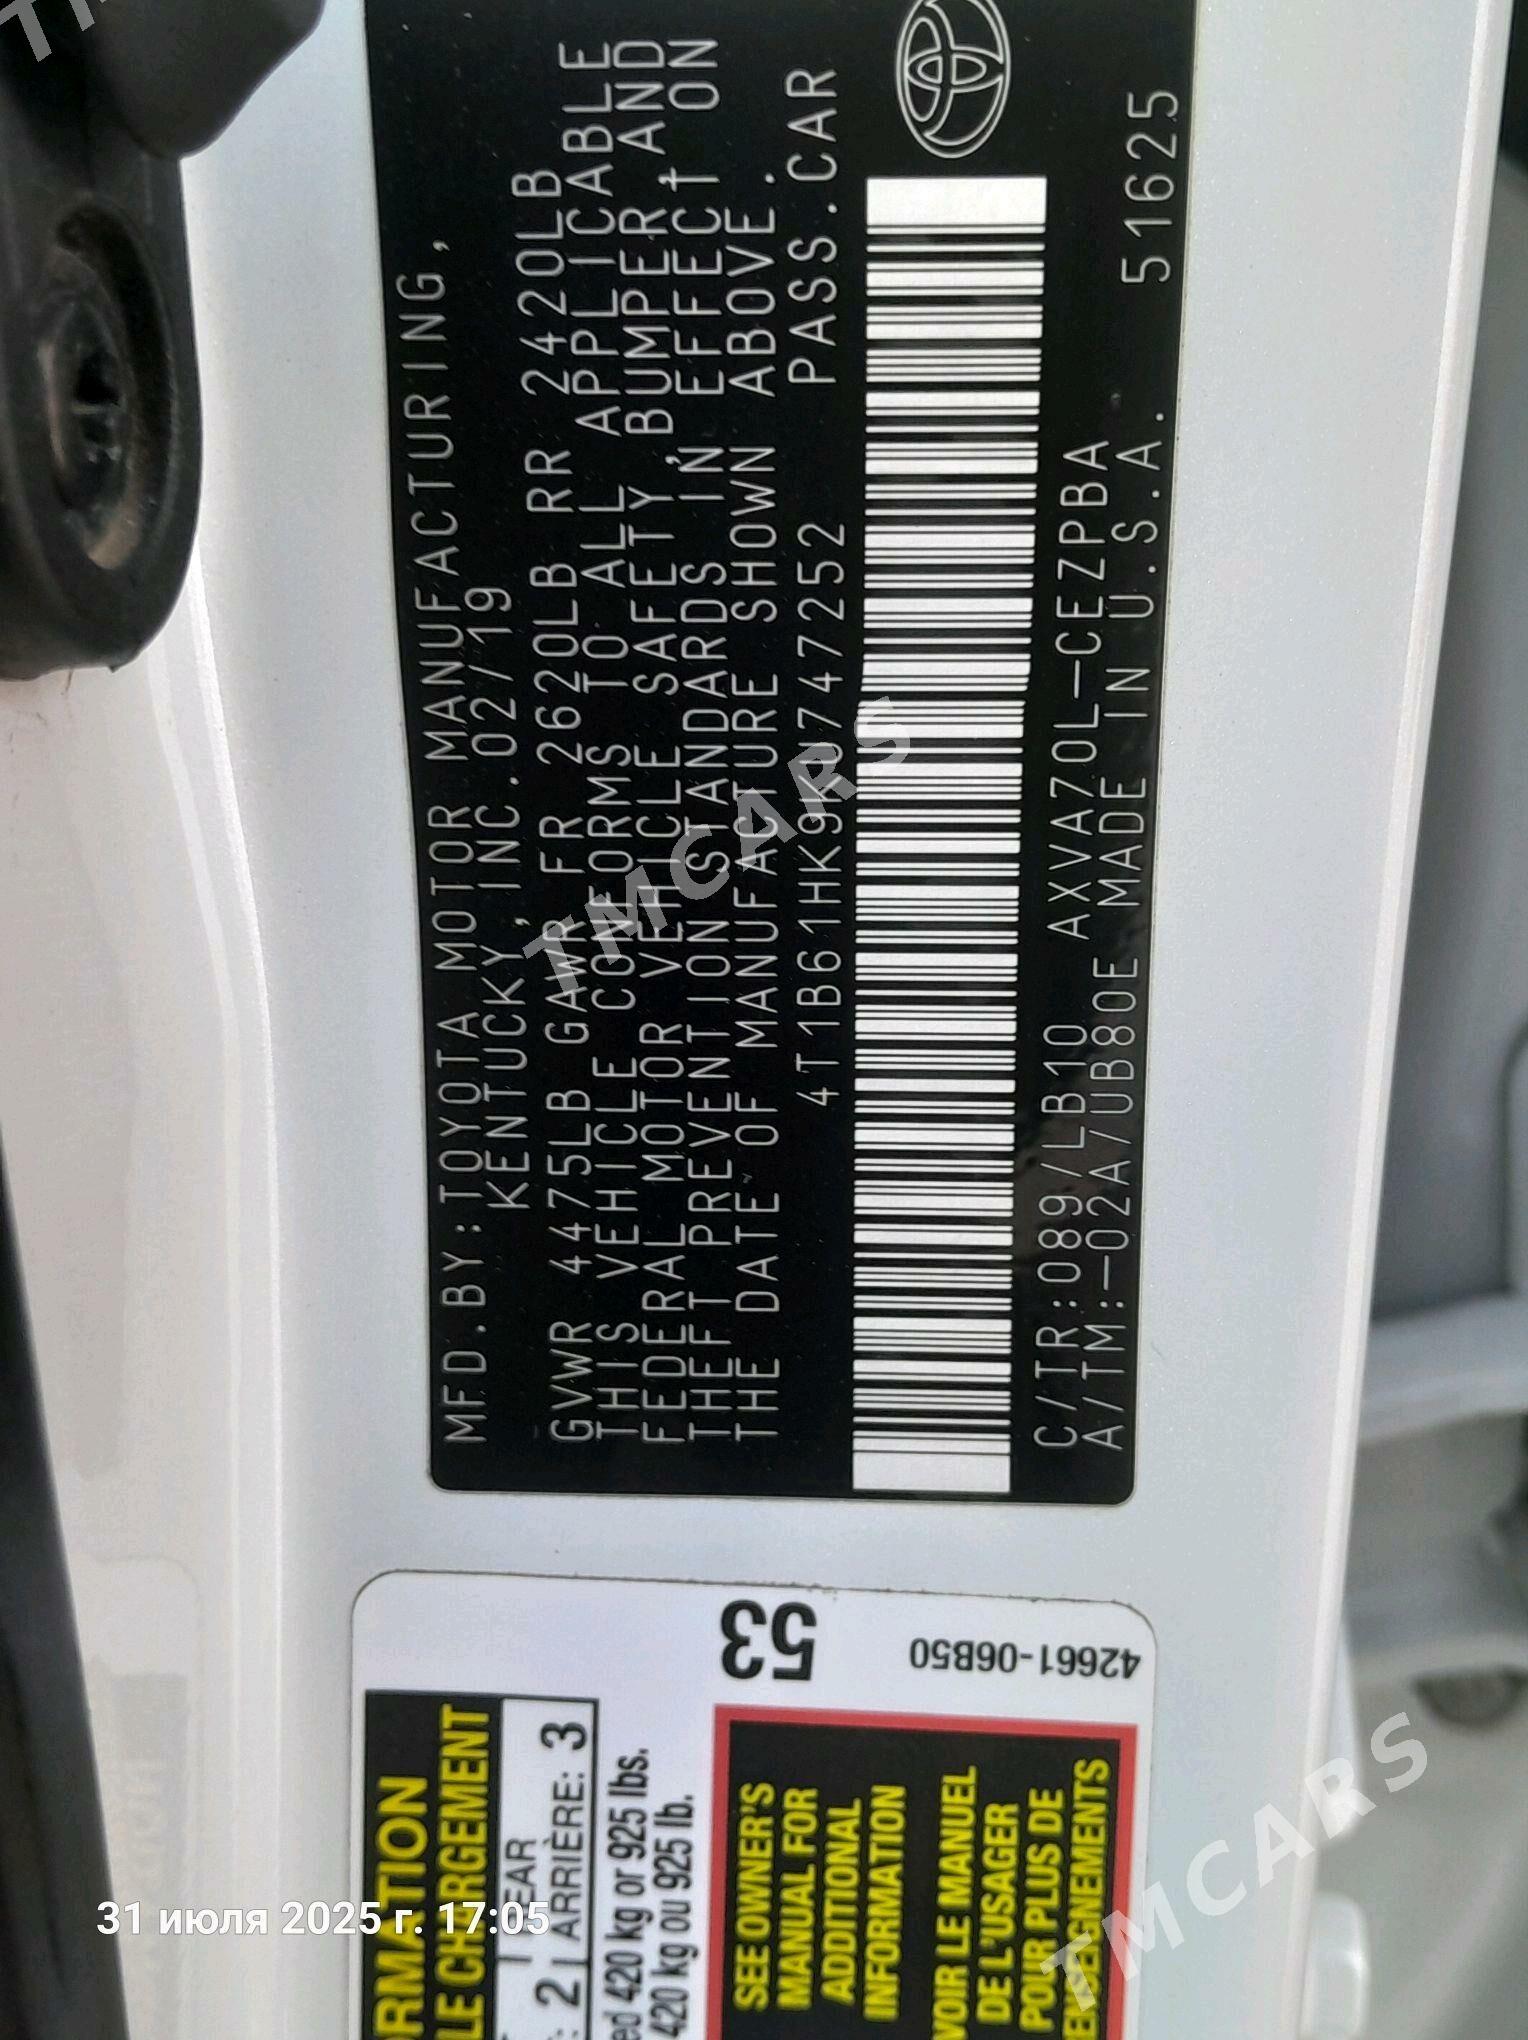 MFD.BY:TOYOTA MOTOR MANUFACTURING,
KENTUCKY, INC. 02/19
GVWR 4475LB GAWR FR 2620LB RR 2420LB
THIS VEHICLE CONFORMS TO ALL APPLICABLE
FEDERAL MOTOR VEHICLE SAFETY,BUMPER,AND
THEFT PREVENTION STANDARDS IN EFFECT ON
THE DATE OF MANUFACTURE SHOWN ABOVE.
4T1B61HK9KU747252 PASS.CAR
C/TR:089/LB10 AXVA70L-CEZPBA
A/TM:-02A/UB80E MADE IN U.S.A. 51625
53
42661-06B50
CHARGEMENT
2 ARRIÈRE: 3
420 kg or 925 lbs.
420 kg ou 925 lb.
SEE OWNER'S
MANUAL FOR
ADDITIONAL
INFORMATION
VOIR LE MANUEL
DE L'USAGER
POUR PLUS DE
31 июля 2025 г. 17:05
TMCARS
TMCARS